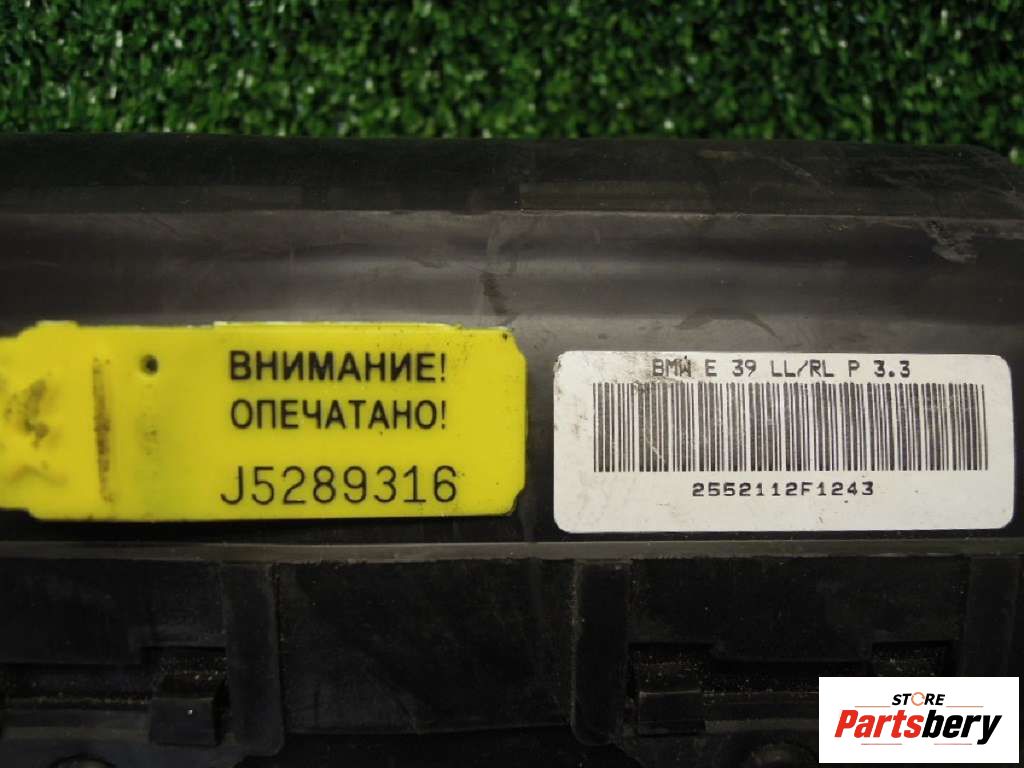 ВНИМАНИЕ!
ОПЕЧАТАНО!
J5289316
BMW E 39 LL/RL P 3.3
2552112F1243
STORE
Partsbery